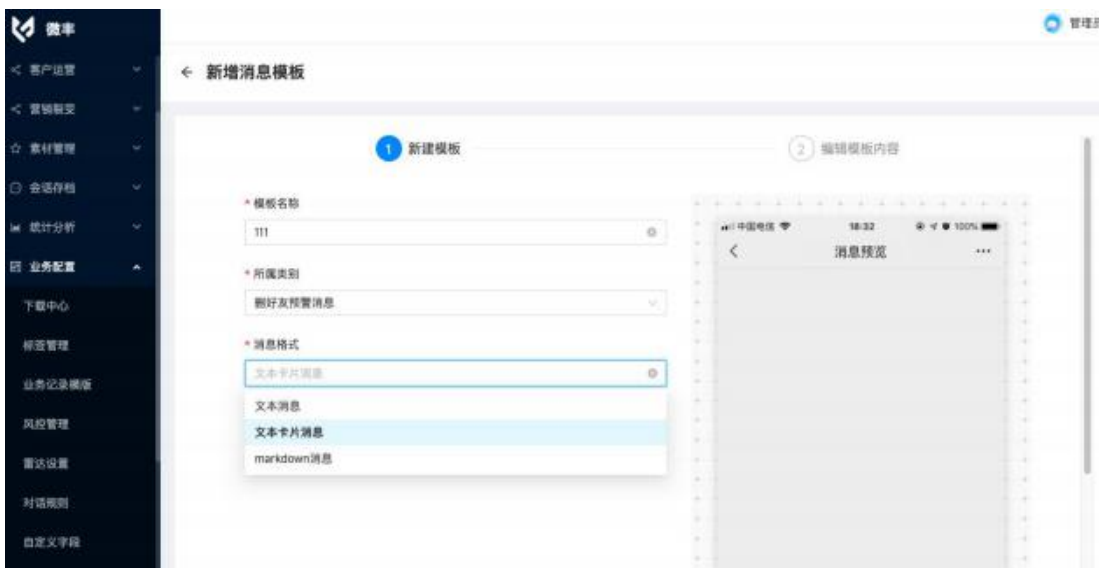 微丰
管理员
客户运营
← 新增消息模板
营销裂变
1 新建模板
2 编辑模板内容
素材管理
会话存档
* 模板名称
111
统计分析
中国电信 18:32 100%
消息预览 ...
业务配置
* 所属类别
删好友预警消息
下载中心
标签管理
* 消息格式
文本卡片消息
业务记录模版
文本消息
风控管理
文本卡片消息
markdown消息
雷达设置
对话规则
自定义字段